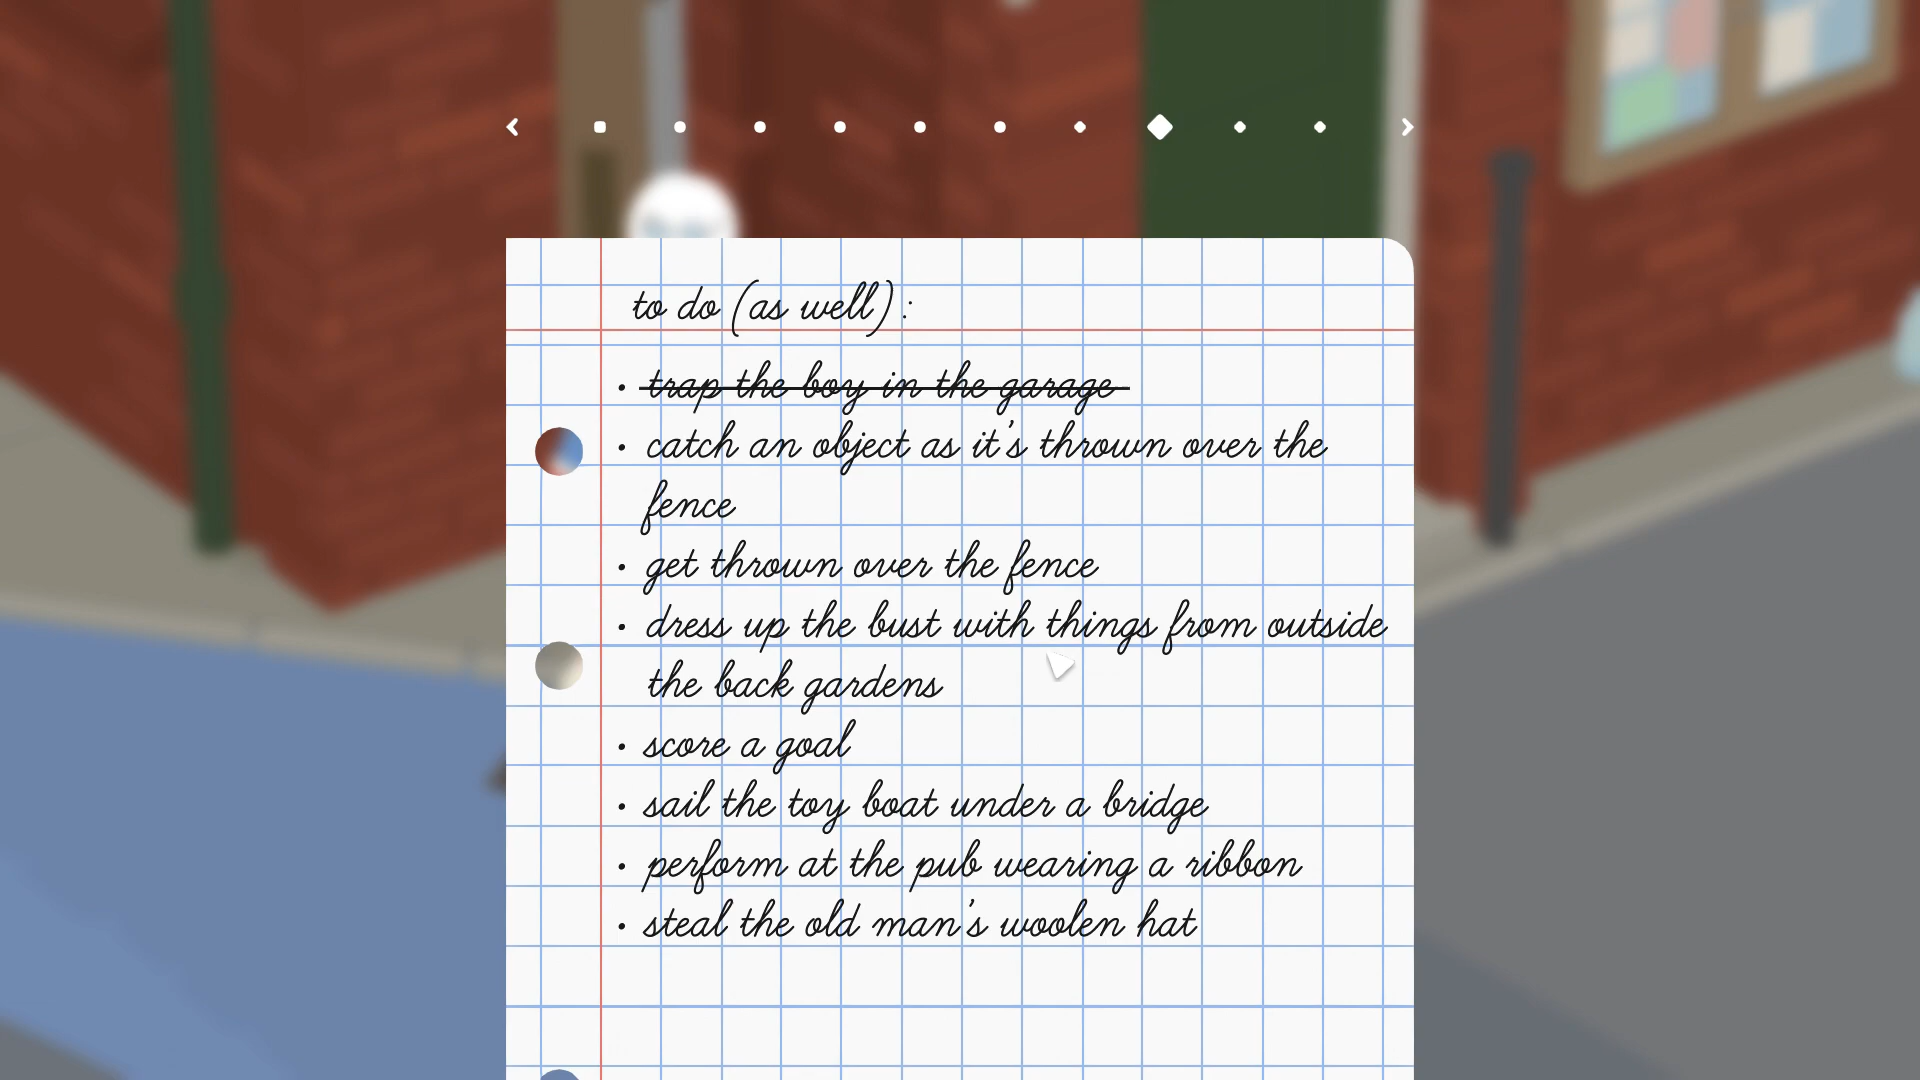 to do (as well):
• trap the boy in the garage
• catch an object as it's thrown over the
fence
• get thrown over the fence
• dress up the bust with things from outside
the back gardens
• score a goal
• sail the toy boat under a bridge
• perform at the pub wearing a ribbon
• steal the old man's woolen hat